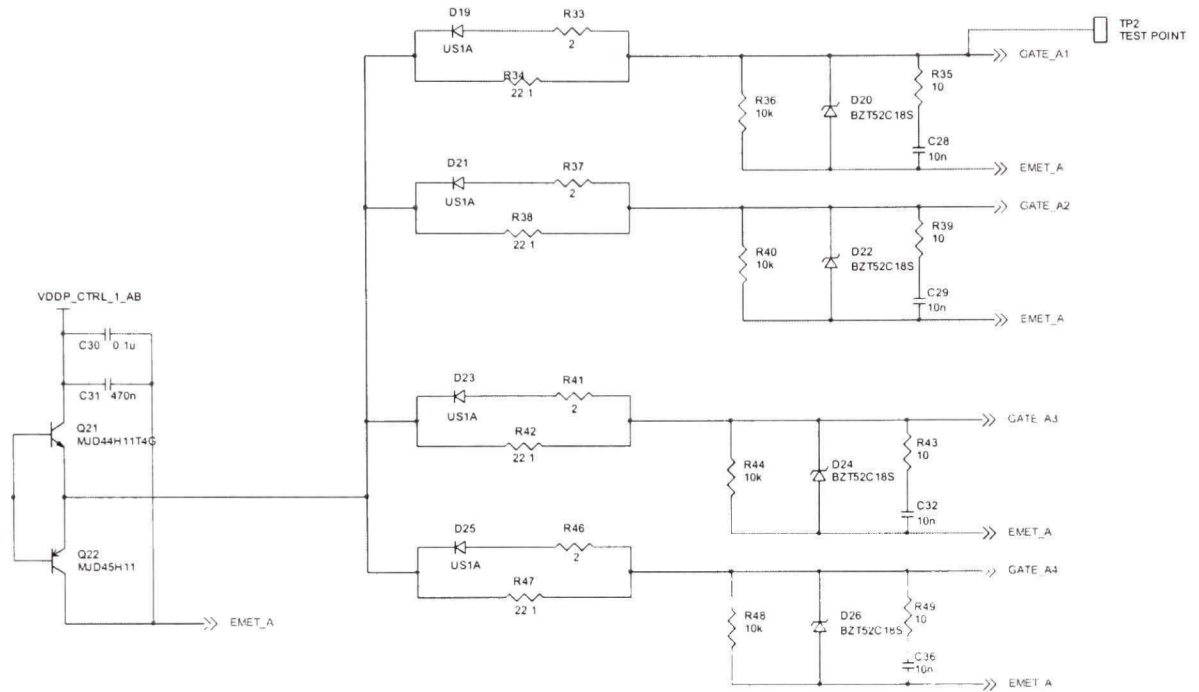 D19
US1A
R33
2
R34
22.1
TP2
TEST POINT
GATE_A1
R36
10k
D20
BZT52C18S
R35
10
C28
10n
EMET_A
D21
US1A
R37
2
R38
22.1
GATE_A2
R40
10k
D22
BZT52C18S
R39
10
C29
10n
EMET_A
VDDP_CTRL_1_AB
C30 0.1u
C31 470n
Q21
MJD44H11T4G
Q22
MJD45H11
EMET_A
D23
US1A
R41
2
R42
22.1
GATE_A3
R44
10k
D24
BZT52C18S
R43
10
C32
10n
EMET_A
D25
US1A
R46
2
R47
22.1
GATE_A4
R48
10k
D26
BZT52C18S
R49
10
C36
10n
EMET_A